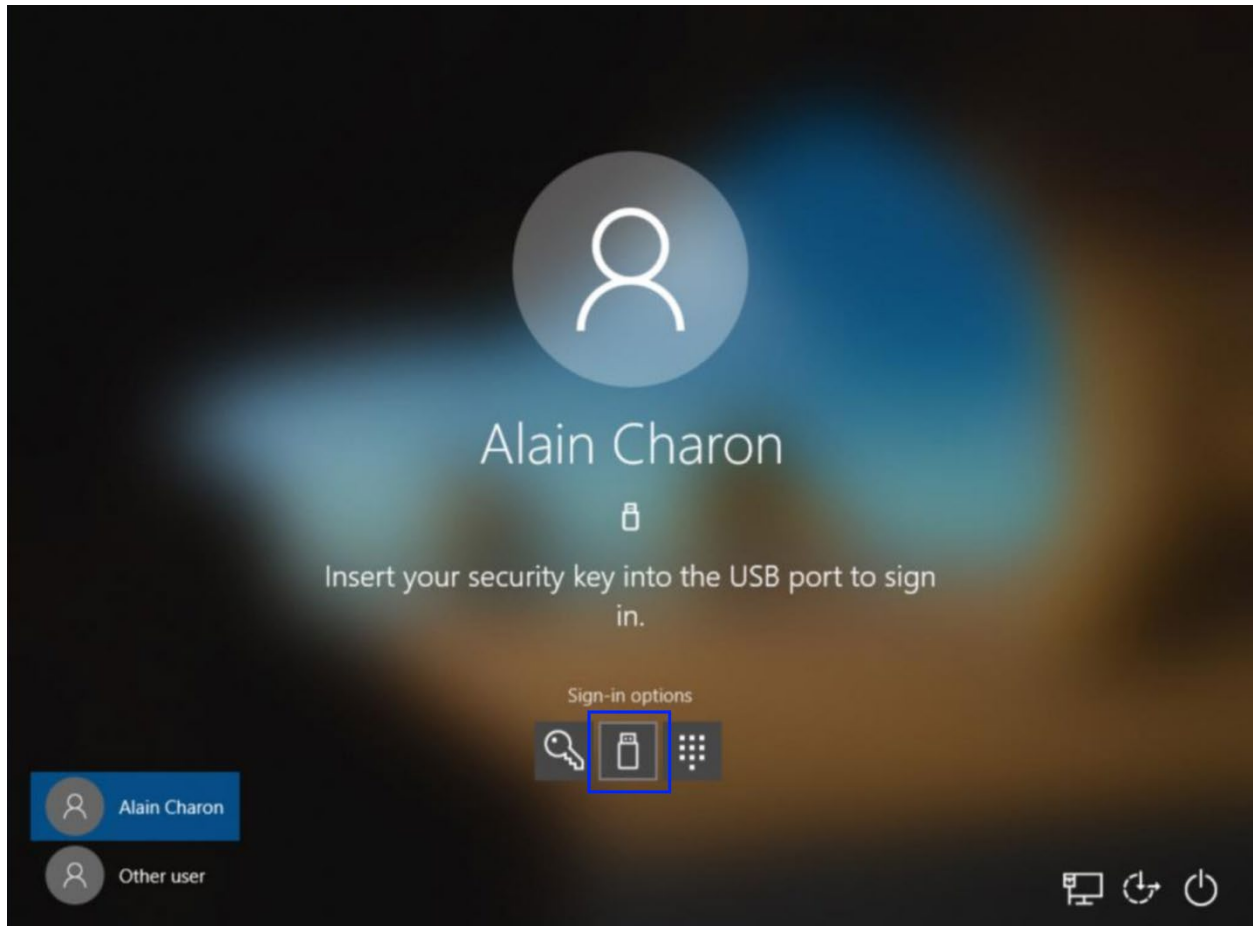 Alain Charon
Insert your security key into the USB port to sign
in.
Sign-in options
Alain Charon
Other user